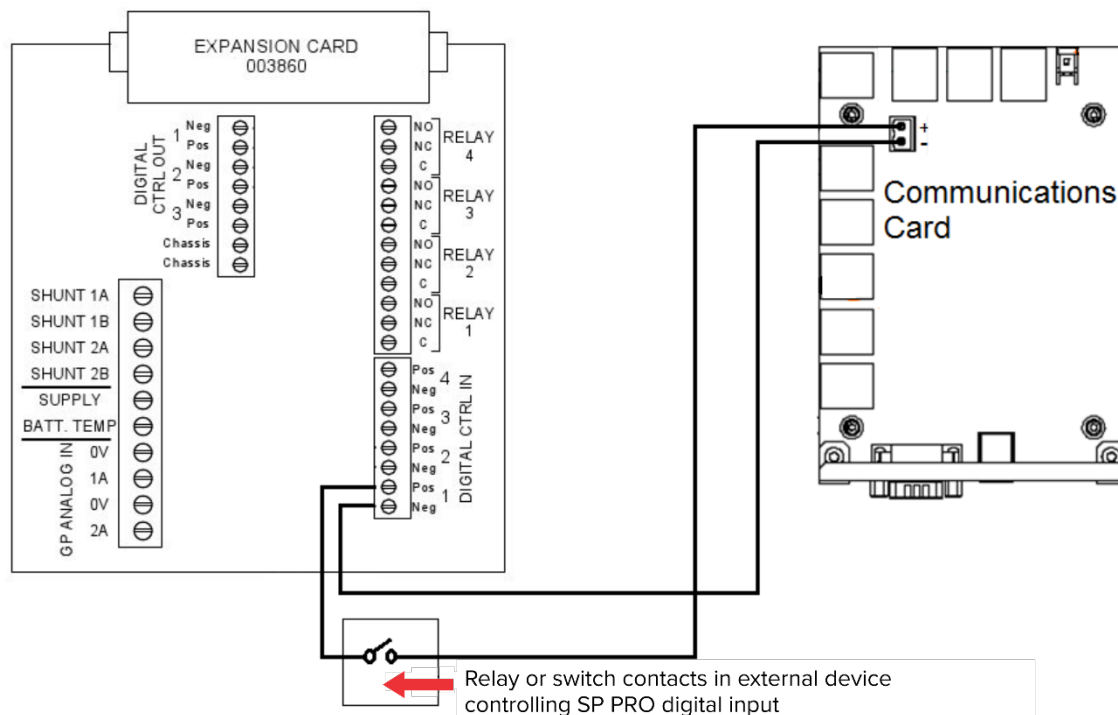 EXPANSION CARD
003860
DIGITAL
CTRL OUT
1 Neg
Pos
2 Neg
Pos
3 Neg
Pos
Chassis
Chassis
NO
NC
C
RELAY
4
NO
NC
C
RELAY
3
NO
NC
C
RELAY
2
NO
NC
C
RELAY
1
SHUNT 1A
SHUNT 1B
SHUNT 2A
SHUNT 2B
SUPPLY
BATT. TEMP
GP ANALOG IN
0V
1A
0V
2A
Pos 4
Neg
Pos 3
Neg
Pos 2
Neg
Pos 1
Neg
DIGITAL CTRL IN
+
-
Communications
Card
Relay or switch contacts in external device
controlling SP PRO digital input